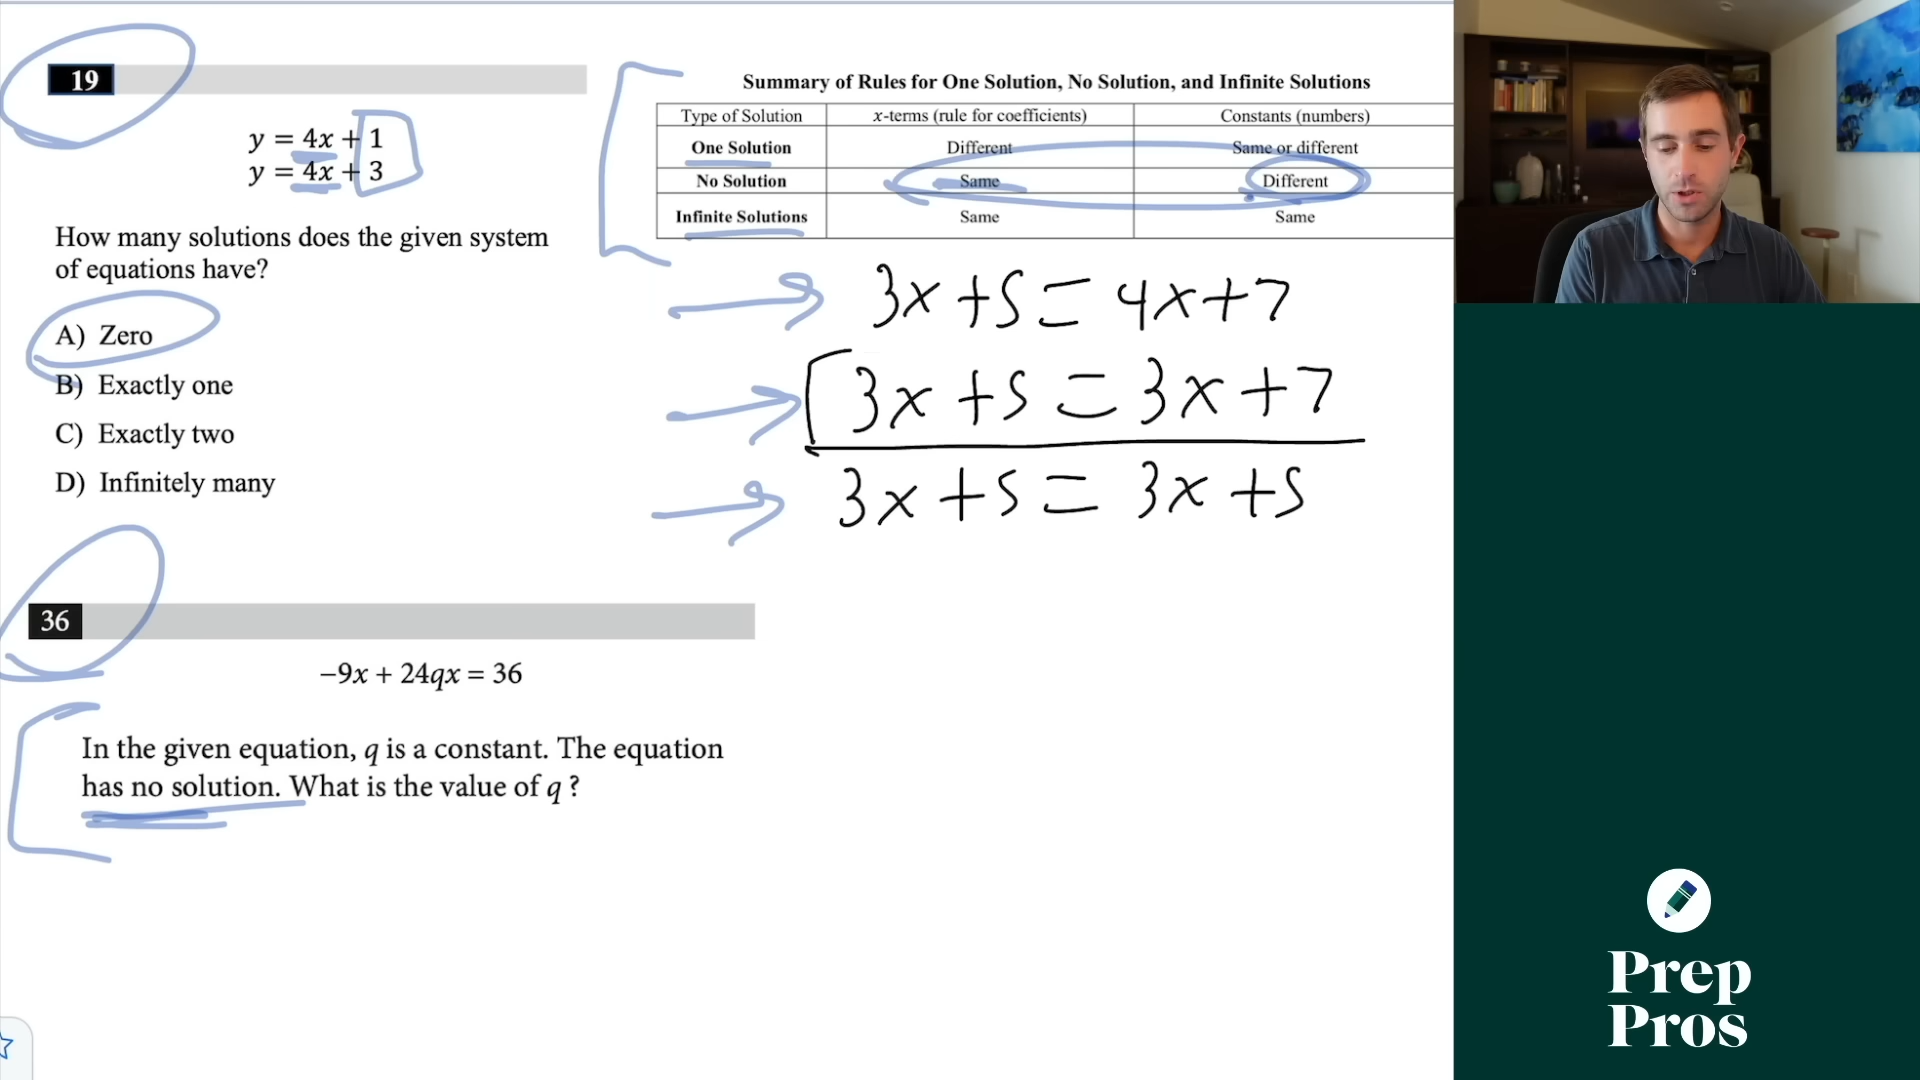 19
y = 4x + 1
y = 4x + 3
How many solutions does the given system
of equations have?
A) Zero
B) Exactly one
C) Exactly two
D) Infinitely many
Summary of Rules for One Solution, No Solution, and Infinite Solutions
Type of Solution x-terms (rule for coefficients) Constants (numbers)
One Solution Different Same or different
No Solution Same Different
Infinite Solutions Same Same
3x + 5 = 4x + 7
3x + 5 = 3x + 7
3x + 5 = 3x + 5
36
−9x + 24qx = 36
In the given equation, q is a constant. The equation
has no solution. What is the value of q ?
Prep
Pros